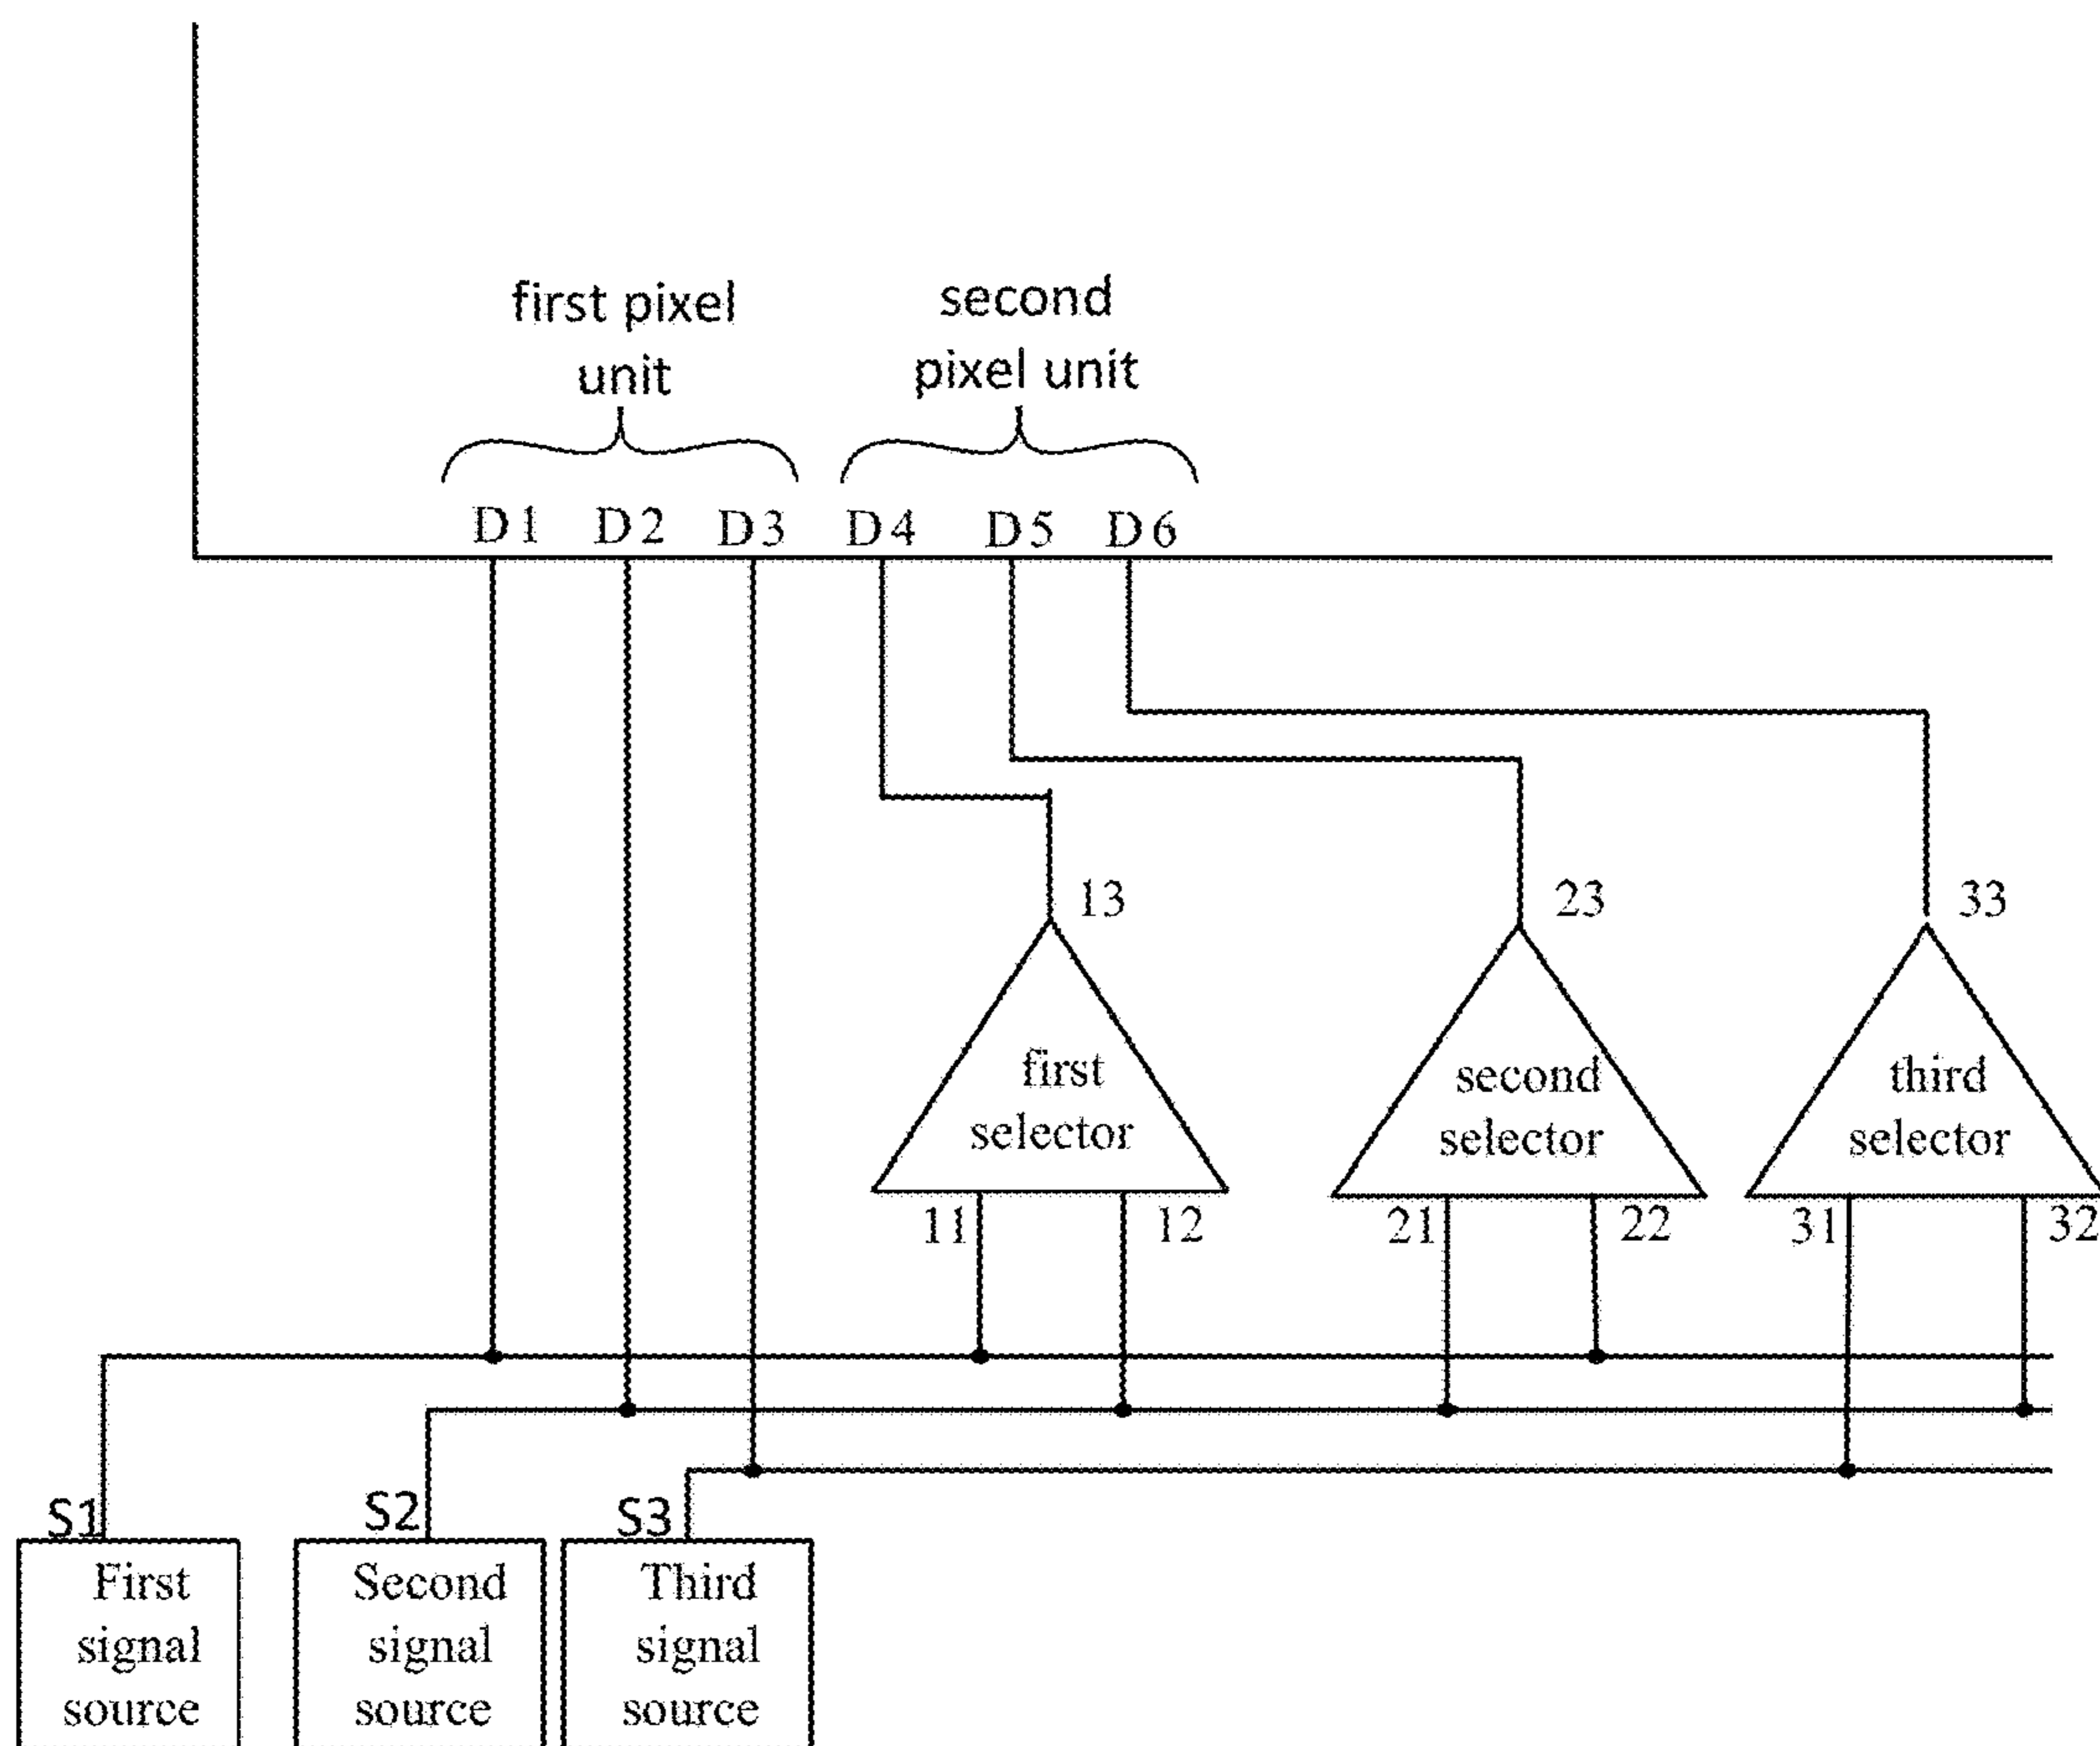 first pixel
unit
second
pixel unit
D1 D2 D3 D4 D5 D6
13 23 33
first
selector
second
selector
third
selector
11 12 21 22 31 32
S1 S2 S3
First
signal
source
Second
signal
source
Third
signal
source